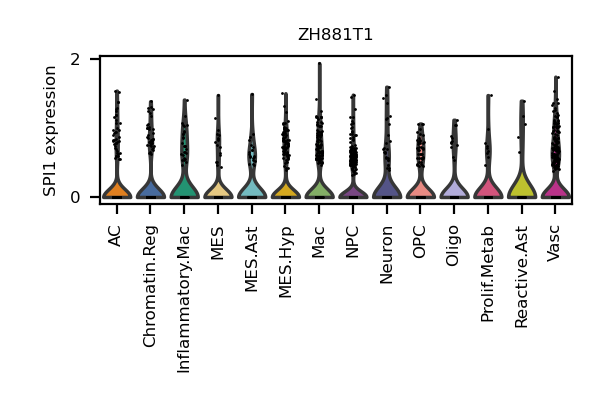 ZH881T1
SPI1 expression
2
0
AC
Chromatin.Reg
Inflammatory.Mac
MES
MES.Ast
MES.Hyp
Mac
NPC
Neuron
OPC
Oligo
Prolif.Metab
Reactive.Ast
Vasc